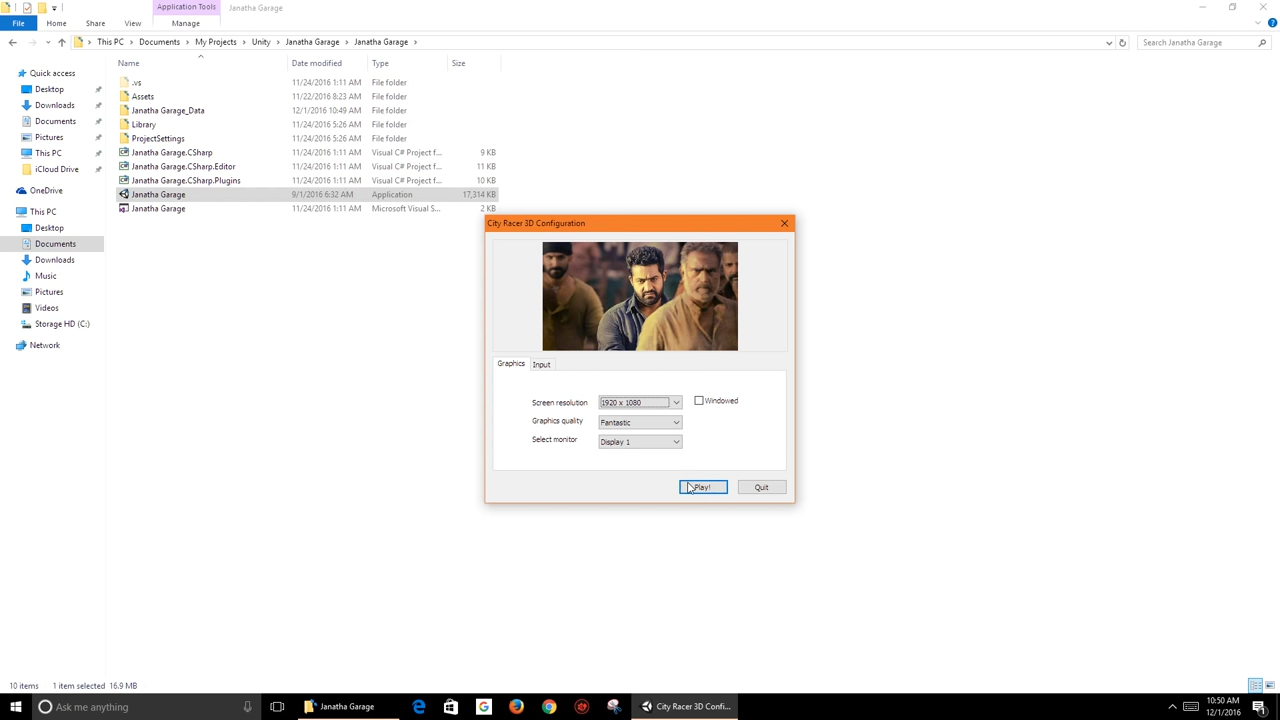 Application Tools
Janatha Garage
File Home Share View Manage
This PC Documents My Projects Unity Janatha Garage Janatha Garage
Search Janatha Garage
Name Date modified Type Size
Quick access
Desktop
Downloads
Documents
Pictures
This PC
iCloud Drive
OneDrive
This PC
Desktop
Documents
Downloads
Music
Pictures
Videos
Storage HD (C:)
Network
.vs 11/24/2016 1:11 AM File folder
Assets 11/22/2016 8:23 AM File folder
Janatha Garage_Data 12/1/2016 10:49 AM File folder
Library 11/24/2016 5:26 AM File folder
ProjectSettings 11/24/2016 5:26 AM File folder
Janatha Garage.CSharp 11/24/2016 1:11 AM Visual C# Project f... 9 KB
Janatha Garage.CSharp.Editor 11/24/2016 1:11 AM Visual C# Project f... 11 KB
Janatha Garage.CSharp.Plugins 11/24/2016 1:11 AM Visual C# Project f... 10 KB
Janatha Garage 9/1/2016 6:32 AM Application 17,314 KB
Janatha Garage 11/24/2016 1:11 AM Microsoft Visual S... 2 KB
City Racer 3D Configuration
Graphics Input
Screen resolution 1920 x 1080 Windowed
Graphics quality Fantastic
Select monitor Display 1
Play! Quit
10 items 1 item selected 16.9 MB
Ask me anything
Janatha Garage
City Racer 3D Confi...
10:50 AM
12/1/2016